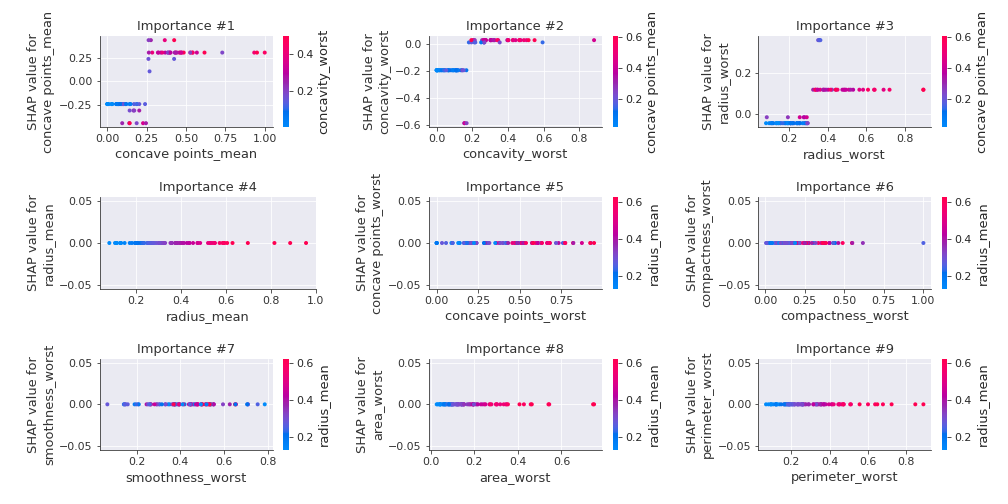 Importance #1
SHAP value for
concave points_mean
0.25
0.00
−0.25
0.00 0.25 0.50 0.75 1.00
concave points_mean
0.4
0.2
concavity_worst
Importance #2
SHAP value for
concavity_worst
0.0
−0.2
−0.4
−0.6
0.0 0.2 0.4 0.6 0.8
concavity_worst
0.6
0.4
0.2
concave points_mean
Importance #3
SHAP value for
radius_worst
0.2
0.0
0.2 0.4 0.6 0.8
radius_worst
0.6
0.4
0.2
concave points_mean
Importance #4
SHAP value for
radius_mean
0.05
0.00
−0.05
0.2 0.4 0.6 0.8 1.0
radius_mean
Importance #5
SHAP value for
concave points_worst
0.05
0.00
−0.05
0.00 0.25 0.50 0.75
concave points_worst
0.6
0.4
0.2
radius_mean
Importance #6
SHAP value for
compactness_worst
0.05
0.00
−0.05
0.00 0.25 0.50 0.75 1.00
compactness_worst
0.6
0.4
0.2
radius_mean
Importance #7
SHAP value for
smoothness_worst
0.05
0.00
−0.05
0.2 0.4 0.6 0.8
smoothness_worst
0.6
0.4
0.2
radius_mean
Importance #8
SHAP value for
area_worst
0.05
0.00
−0.05
0.0 0.2 0.4 0.6
area_worst
0.6
0.4
0.2
radius_mean
Importance #9
SHAP value for
perimeter_worst
0.05
0.00
−0.05
0.2 0.4 0.6 0.8
perimeter_worst
0.6
0.4
0.2
radius_mean